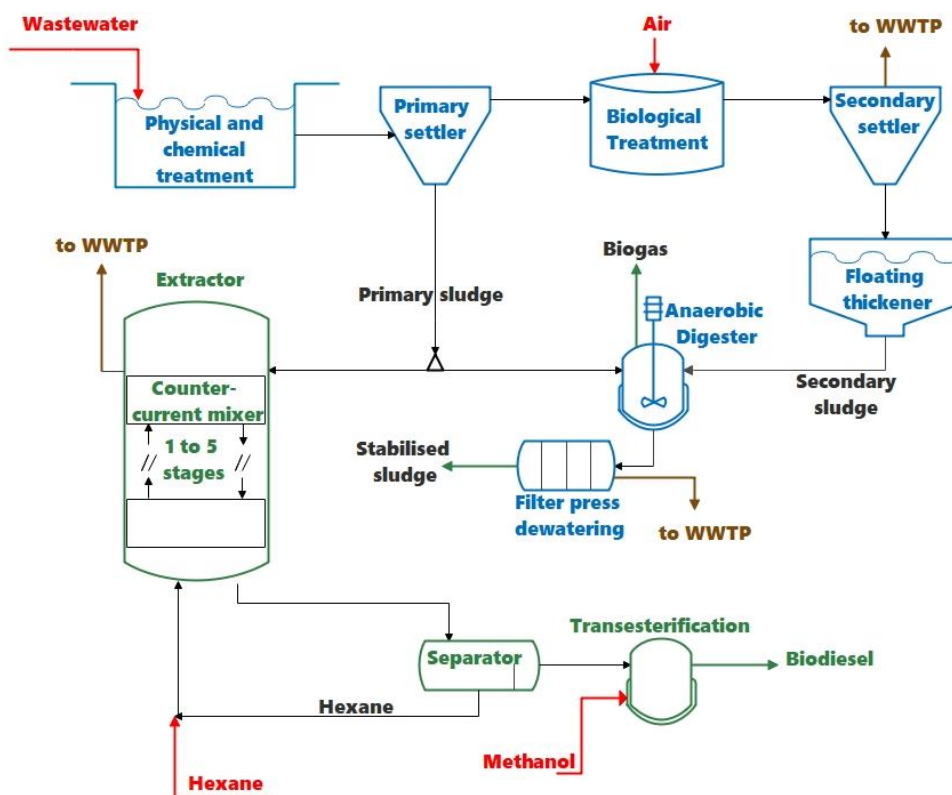 Wastewater
Air
to WWTP
Physical and
chemical
treatment
Primary
settler
Biological
Treatment
Secondary
settler
to WWTP
Extractor
Primary sludge
Biogas
Anaerobic
Digester
Floating
thickener
Secondary
sludge
Counter-
current mixer
1 to 5
stages
Stabilised
sludge
Filter press
dewatering
to WWTP
Separator
Transesterification
Biodiesel
Hexane
Methanol
Hexane